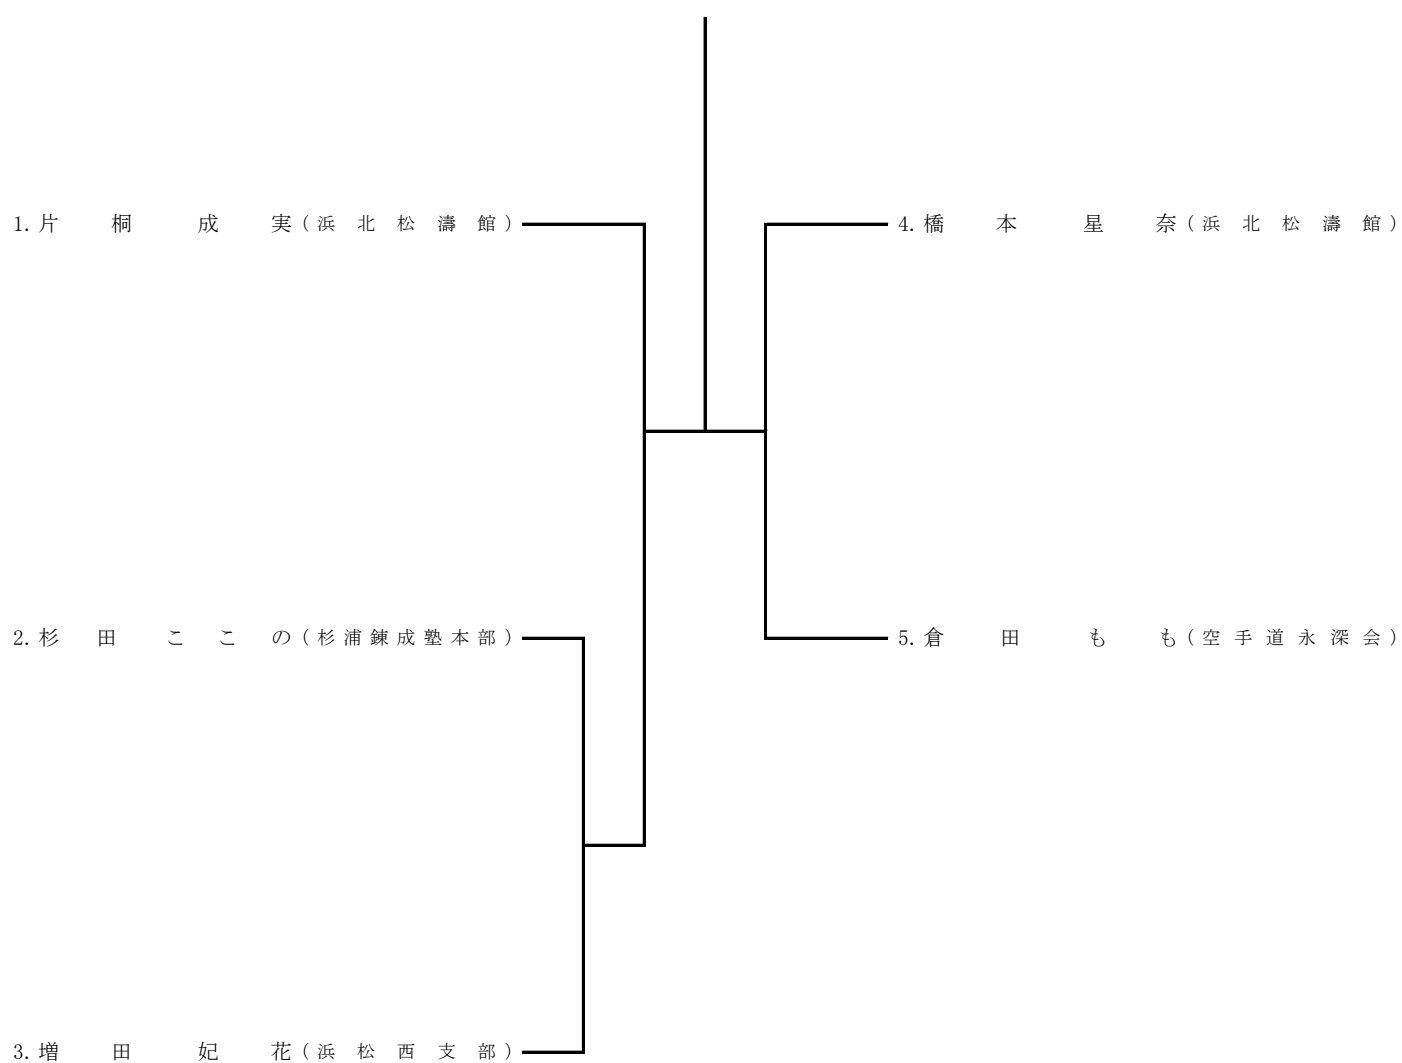 1. 片桐成実 (浜北松濤館)
2. 杉田ここの (杉浦錬成塾本部)
3. 増田妃花 (浜松西支部)
4. 橋本星奈 (浜北松濤館)
5. 倉田もも (空手道永深会)